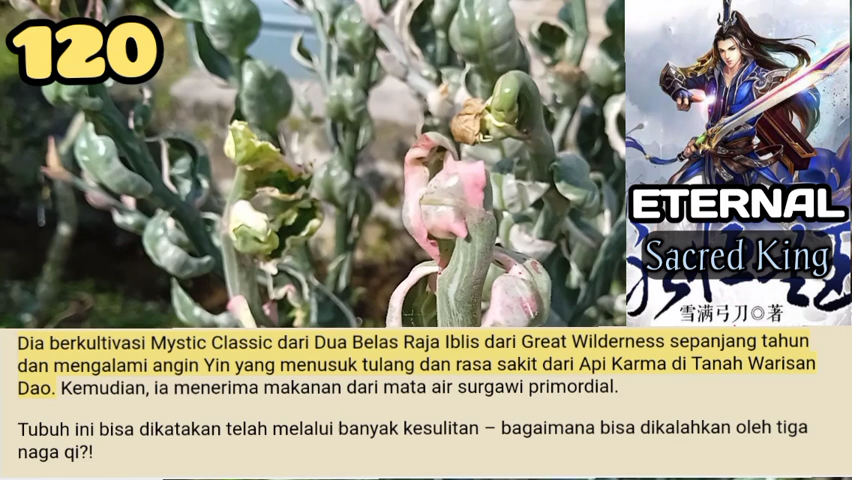 120
ETERNAL
Sacred King
雪满弓刀◎著
Dia berkultivasi Mystic Classic dari Dua Belas Raja Iblis dari Great Wilderness sepanjang tahun
dan mengalami angin Yin yang menusuk tulang dan rasa sakit dari Api Karma di Tanah Warisan
Dao. Kemudian, ia menerima makanan dari mata air surgawi primordial.
Tubuh ini bisa dikatakan telah melalui banyak kesulitan – bagaimana bisa dikalahkan oleh tiga
naga qi?!